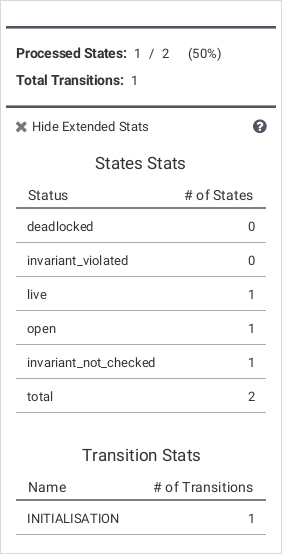 Processed States: 1 / 2 (50%)
Total Transitions: 1
Hide Extended Stats ?
States Stats
Status # of States
deadlocked 0
invariant_violated 0
live 1
open 1
invariant_not_checked 1
total 2
Transition Stats
Name # of Transitions
INITIALISATION 1